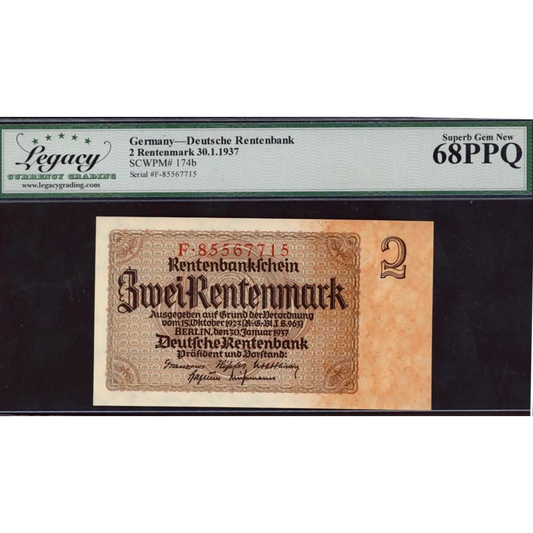 Legacy
CURRENCY GRADING
www.legacygrading.com
Germany—Deutsche Rentenbank
2 Rentenmark 30.1.1937
SCWPM# 174b
Serial #F-85567715
Superb Gem New
68PPQ
F·85567715
Rentenbankschein
Zwei Rentenmark
Ausgegeben auf Grund der Verordnung
vom 15. Oktober 1923 (R.G.Bl. I S. 963)
BERLIN, den 30. Januar 1937
Deutsche Rentenbank
Präsident und Vorstand:
2